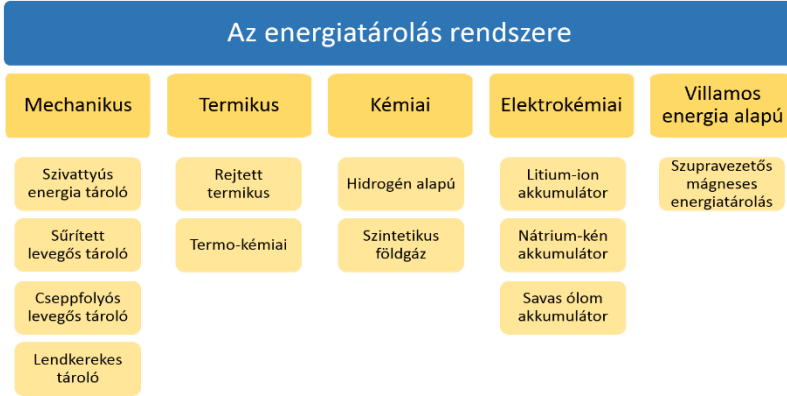 Az energiatárolás rendszere
Mechanikus
Termikus
Kémiai
Elektrokémiai
Villamos
energia alapú
Szivattyús
energia tároló
Sűrített
levegős tároló
Cseppfolyós
levegős tároló
Lendkerekes
tároló
Rejtett
termikus
Termo-kémiai
Hidrogén alapú
Szintetikus
földgáz
Litium-ion
akkumulátor
Nátrium-kén
akkumulátor
Savas ólom
akkumulátor
Szupravezetős
mágneses
energiatárolás